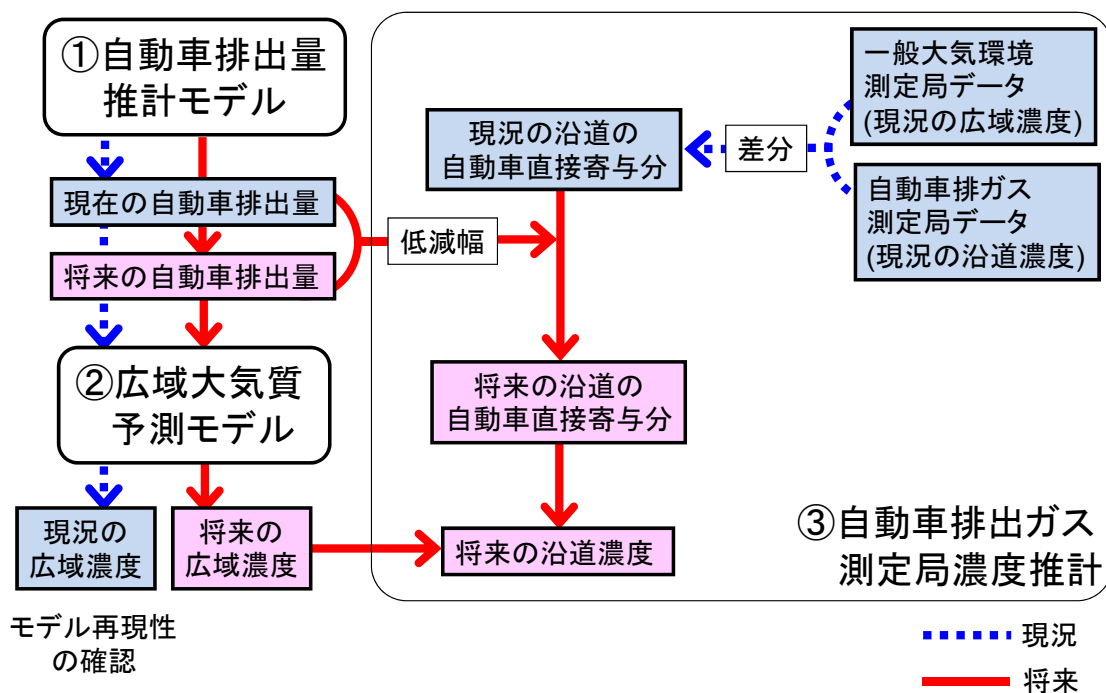 ①自動車排出量
推計モデル
現在の自動車排出量
将来の自動車排出量
②広域大気質
予測モデル
現況の
広域濃度
将来の
広域濃度
モデル再現性
の確認
低減幅
現況の沿道の
自動車直接寄与分
差分
一般大気環境
測定局データ
(現況の広域濃度)
自動車排ガス
測定局データ
(現況の沿道濃度)
将来の沿道の
自動車直接寄与分
将来の沿道濃度
③自動車排出ガス
測定局濃度推計
現況
将来